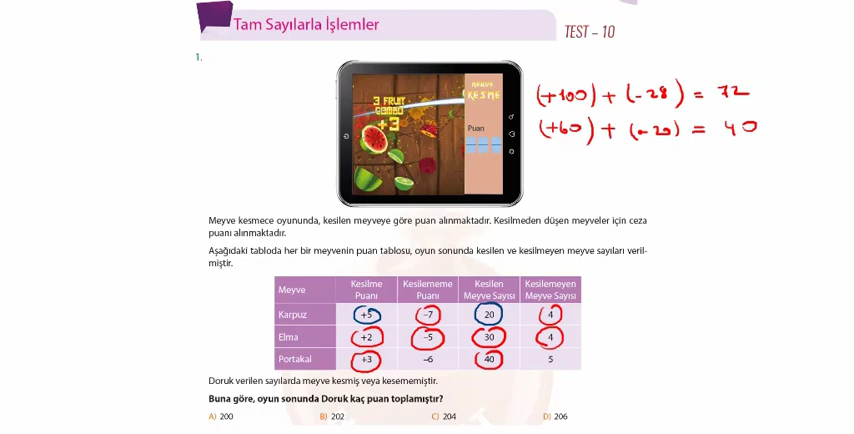 Tam Sayılarla İşlemler
TEST – 10
1.
3 FRUIT
COMBO
+3
MEYVE
KESME
Puan
(+100) + (-28) = 72
(+60) + (-20) = 40
Meyve kesmece oyununda, kesilen meyveye göre puan alınmaktadır. Kesilmeden düşen meyveler için ceza
puanı alınmaktadır.
Aşağıdaki tabloda her bir meyvenin puan tablosu, oyun sonunda kesilen ve kesilmeyen meyve sayıları veril-
miştir.
Meyve Kesilme Puanı Kesilememe Puanı Kesilen Meyve Sayısı Kesilemeyen Meyve Sayısı
Karpuz +5 –7 20 4
Elma +2 –5 30 4
Portakal +3 –6 40 5
Doruk verilen sayılarda meyve kesmiş veya kesememiştir.
Buna göre, oyun sonunda Doruk kaç puan toplamıştır?
A) 200 B) 202 C) 204 D) 206